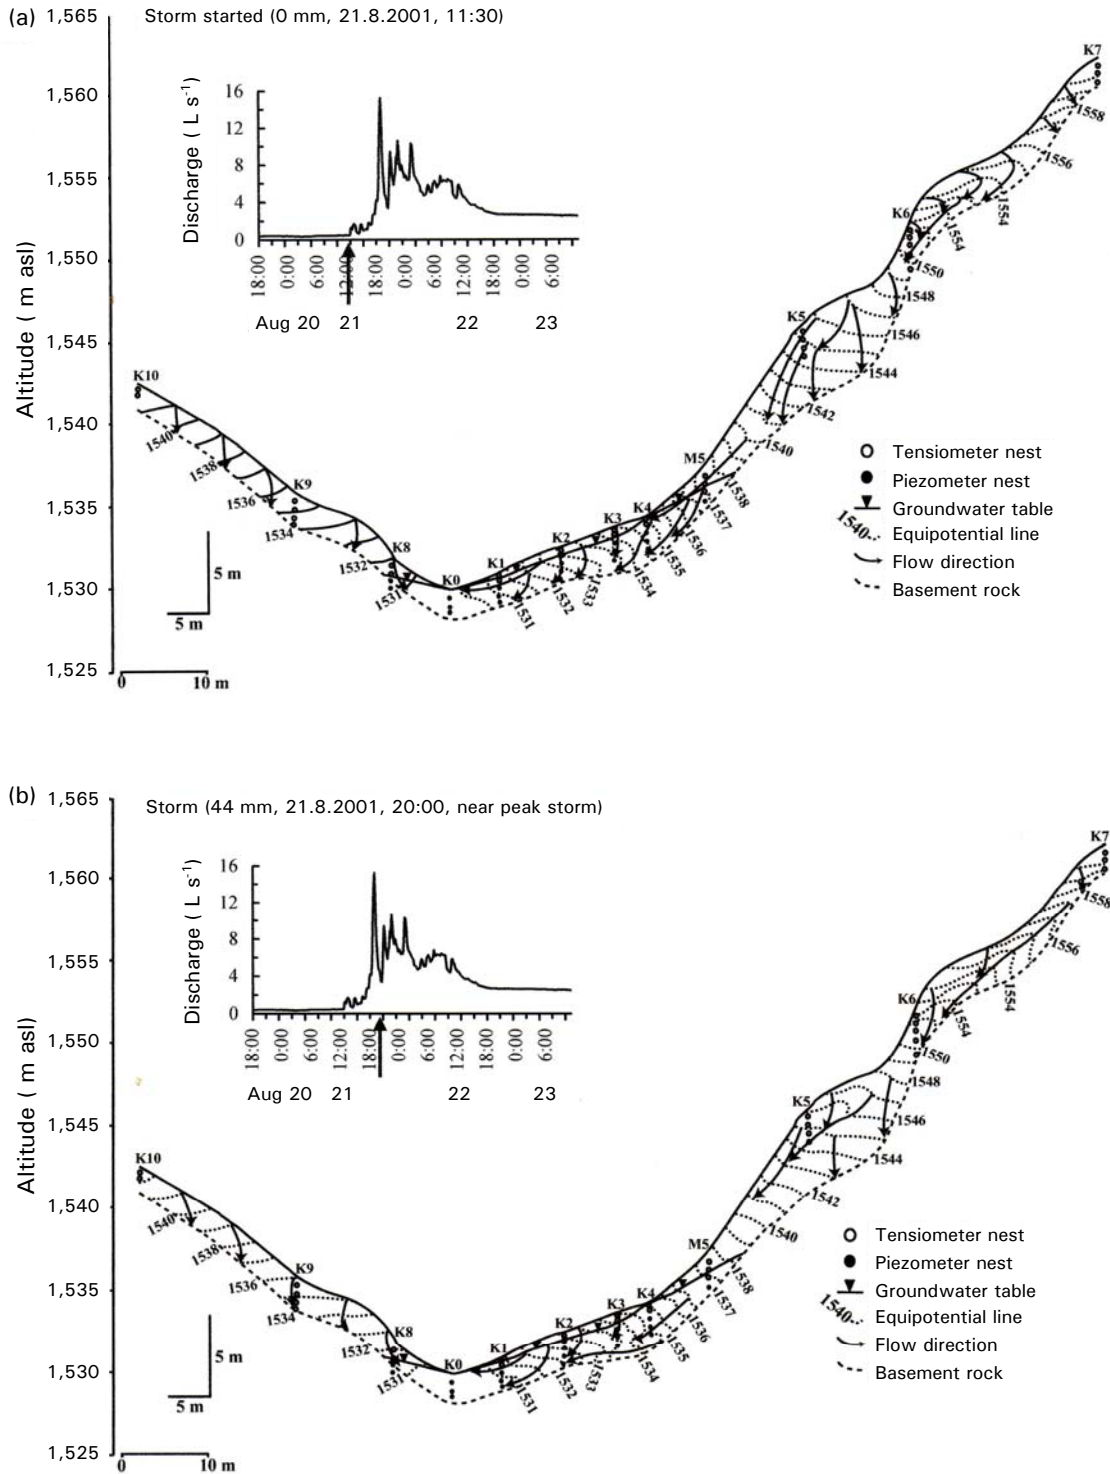 (a)
Storm started (0 mm, 21.8.2001, 11:30)
1,565
1,560
1,555
1,550
1,545
1,540
1,535
1,530
1,525
Altitude ( m asl)
Discharge ( L s-1)
16
12
8
4
0
18:00 0:00 6:00 12:00 18:00 0:00 6:00 12:00 18:00 0:00 6:00
Aug 20 21 22 23
K10
K9
K8
K0
K1
K2
K3
K4
M5
K5
K6
K7
1540
1538
1536
1534
1532
1531
1531
1532
1533
1534
1535
1536
1537
1538
1540
1542
1544
1546
1548
1550
1554
1554
1556
1558
Tensiometer nest
Piezometer nest
Groundwater table
1540 Equipotential line
Flow direction
Basement rock
5 m
5 m
0 10 m
(b)
Storm (44 mm, 21.8.2001, 20:00, near peak storm)
1,565
1,560
1,555
1,550
1,545
1,540
1,535
1,530
1,525
Altitude ( m asl)
Discharge ( L s-1)
16
12
8
4
0
18:00 0:00 6:00 12:00 18:00 0:00 6:00 12:00 18:00 0:00 6:00
Aug 20 21 22 23
K10
K9
K8
K0
K1
K2
K3
K4
M5
K5
K6
K7
1540
1538
1536
1534
1532
1531
1531
1532
1533
1534
1535
1536
1537
1538
1540
1542
1544
1546
1548
1550
1554
1554
1556
1558
Tensiometer nest
Piezometer nest
Groundwater table
1540 Equipotential line
Flow direction
Basement rock
5 m
5 m
0 10 m